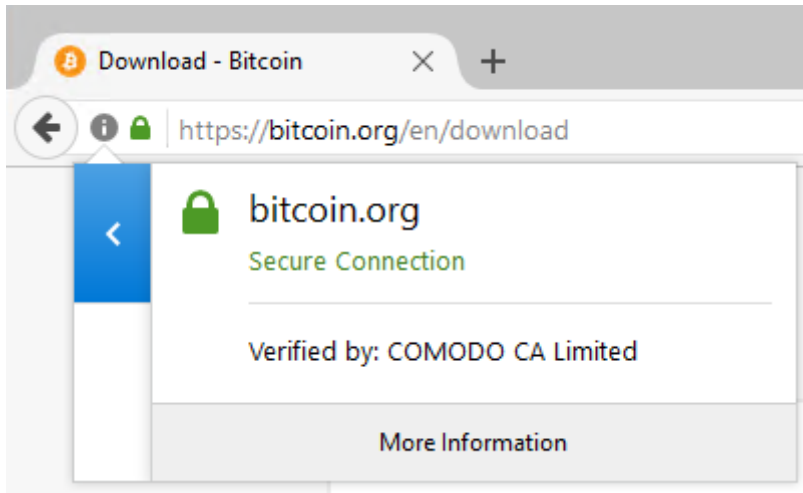 Download - Bitcoin
https://bitcoin.org/en/download
bitcoin.org
Secure Connection
Verified by: COMODO CA Limited
More Information